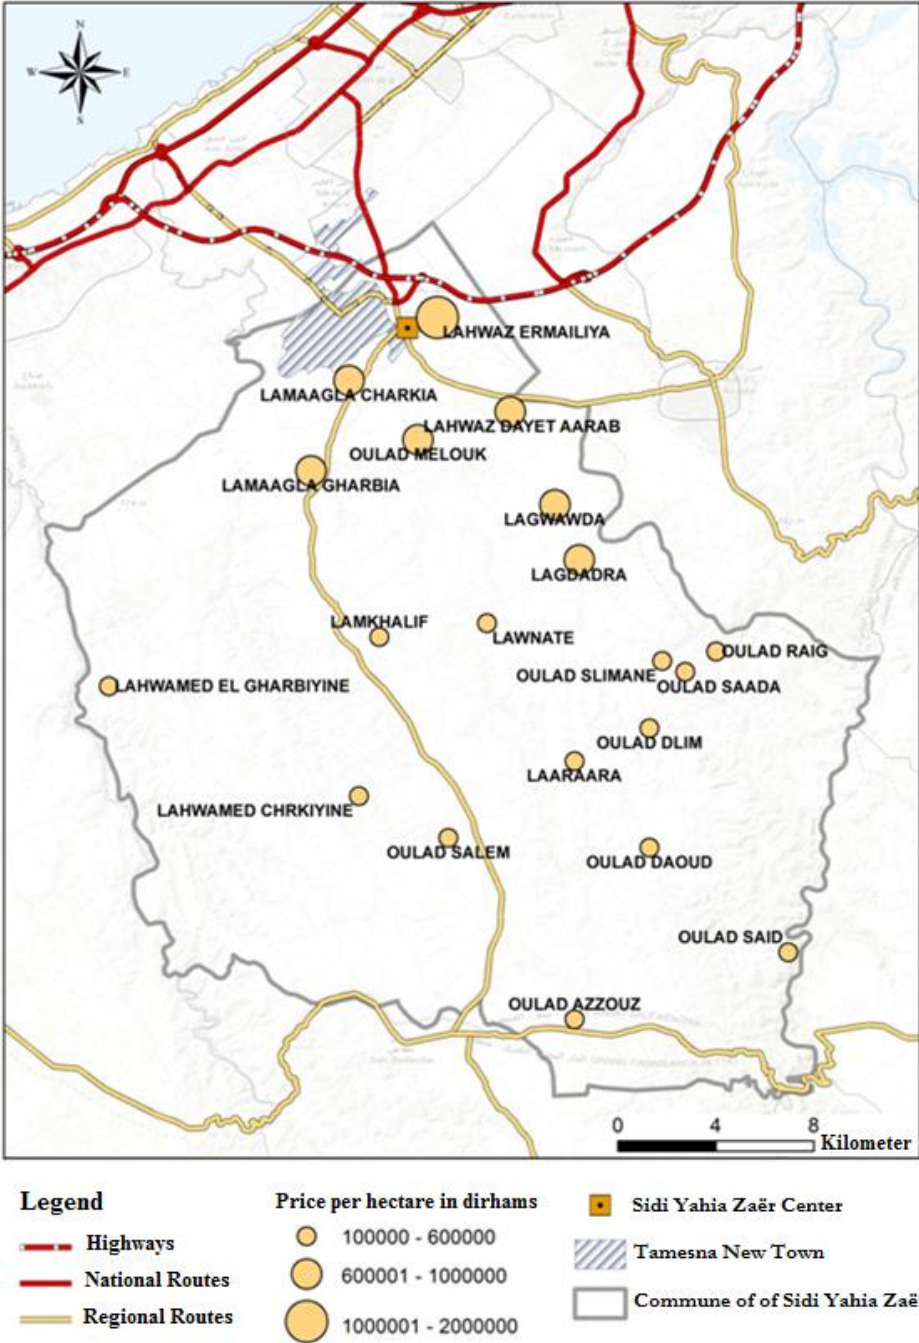 N
W
E
S
LAHWAZ ERMAILIYA
LAMAAGLA CHARKIA
LAHWAZ DAYET AARAB
OULAD MELOUK
LAMAAGLA GHARBIA
LAGWAWDA
LAGDADRA
LAMKHALIF
LAWNATE
OULAD RAIG
OULAD SLIMANE
OULAD SAADA
LAHWAMED EL GHARBIYINE
OULAD DLIM
LAARAARA
LAHWAMED CHRKIYINE
OULAD SALEM
OULAD DAOUD
OULAD SAID
OULAD AZZOUZ
0 4 8
Kilometer
Legend
Highways
National Routes
Regional Routes
Price per hectare in dirhams
100000 - 600000
600001 - 1000000
1000001 - 2000000
Sidi Yahia Zaër Center
Tamesna New Town
Commune of of Sidi Yahia Zaë